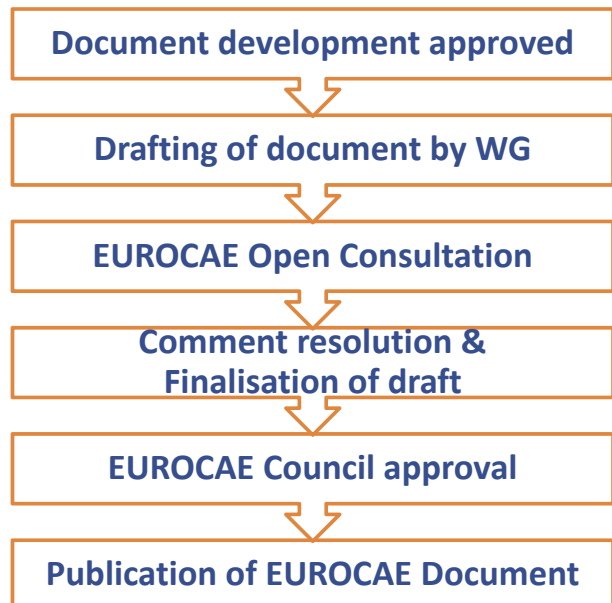 Document development approved
Drafting of document by WG
EUROCAE Open Consultation
Comment resolution &
Finalisation of draft
EUROCAE Council approval
Publication of EUROCAE Document